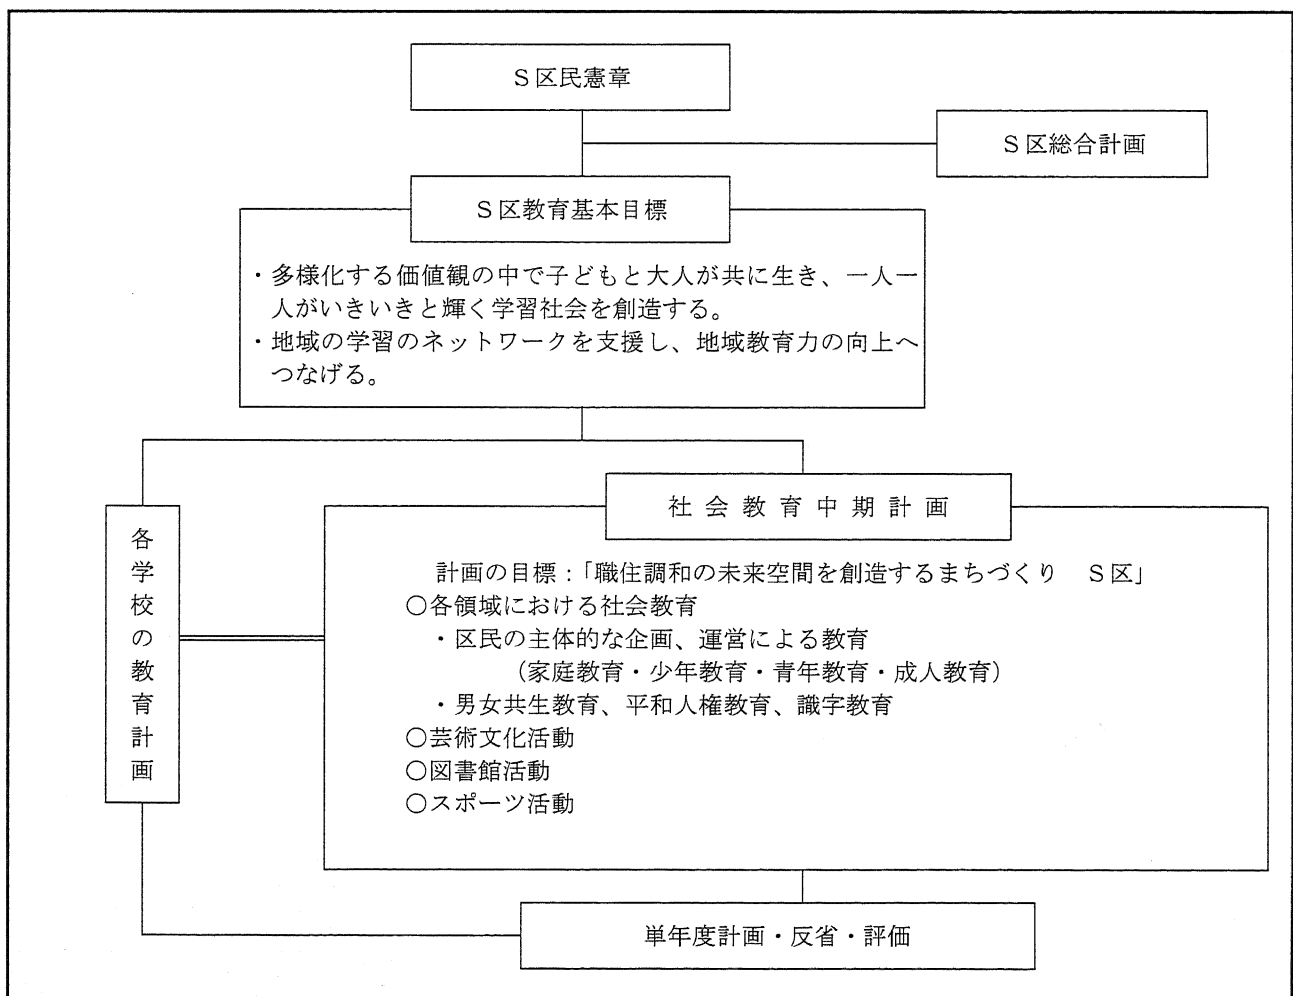 S区民憲章
S区総合計画
S区教育基本目標
・多様化する価値観の中で子どもと大人が共に生き、一人一
人がいきいきと輝く学習社会を創造する。
・地域の学習のネットワークを支援し、地域教育力の向上へ
つなげる。
社会教育中期計画
各学校の教育計画
計画の目標：「職住調和の未来空間を創造するまちづくり　S区」
○各領域における社会教育
・区民の主体的な企画、運営による教育
（家庭教育・少年教育・青年教育・成人教育）
・男女共生教育、平和人権教育、識字教育
○芸術文化活動
○図書館活動
○スポーツ活動
単年度計画・反省・評価